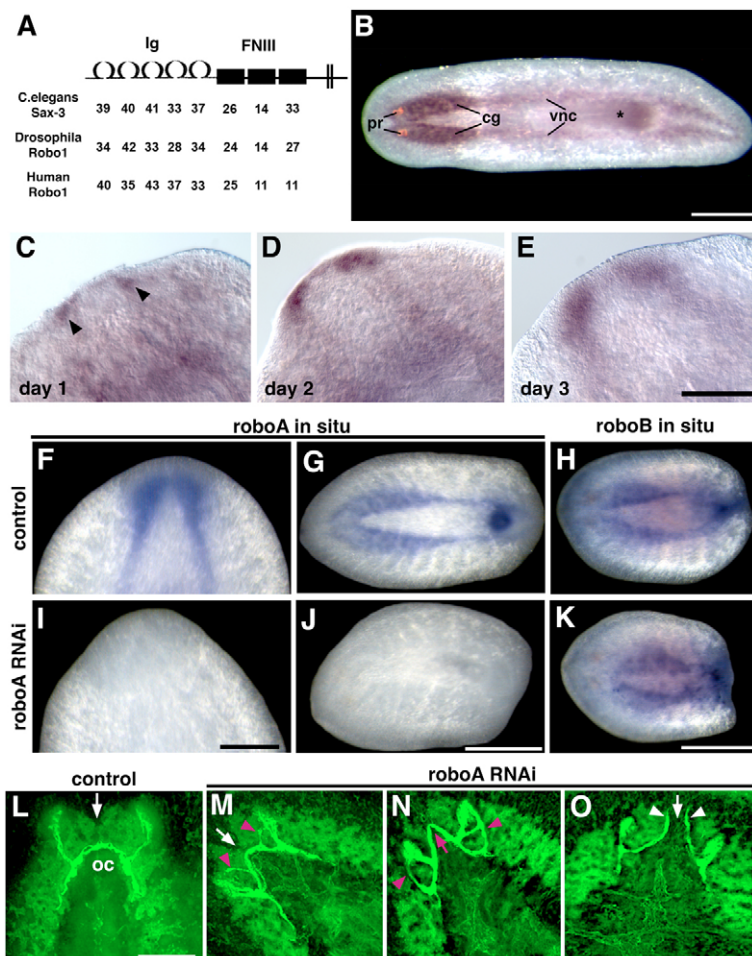 A
Ig FNIII
C.elegans
Sax-3 39 40 41 33 37 26 14 33
Drosophila
Robo1 34 42 33 28 34 24 14 27
Human
Robo1 40 35 43 37 33 25 11 11
B
pr cg vnc *
C
day 1
D
day 2
E
day 3
roboA in situ roboB in situ
control
F G H
roboA RNAi
I J K
control roboA RNAi
L M N O
oc